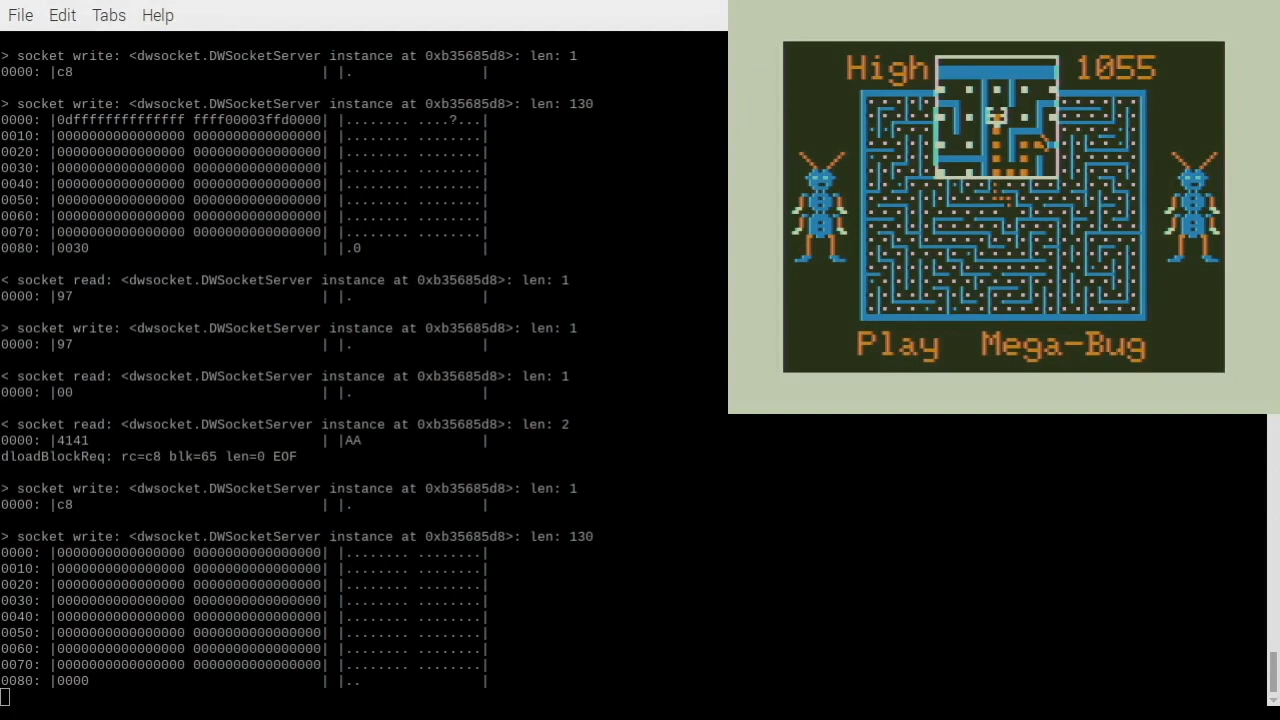 File Edit Tabs Help
> socket write: <dwsocket.DWSocketServer instance at 0xb35685d8>: len: 1
0000: |c8 | |. |
> socket write: <dwsocket.DWSocketServer instance at 0xb35685d8>: len: 130
0000: |0dffffffffffffff ffff00003ffd0300| |........ ....?...|
0010: |0000000000000000 0000000000000000| |........ ........|
0020: |0000000000000000 0000000000000000| |........ ........|
0030: |0000000000000000 0000000000000000| |........ ........|
0040: |0000000000000000 0000000000000000| |........ ........|
0050: |0000000000000000 0000000000000000| |........ ........|
0060: |0000000000000000 0000000000000000| |........ ........|
0070: |0000000000000000 0000000000000000| |........ ........|
0080: |0030 | |.0 |
< socket read: <dwsocket.DWSocketServer instance at 0xb35685d8>: len: 1
0000: |97 | |. |
> socket write: <dwsocket.DWSocketServer instance at 0xb35685d8>: len: 1
0000: |97 | |. |
< socket read: <dwsocket.DWSocketServer instance at 0xb35685d8>: len: 1
0000: |00 | |. |
< socket read: <dwsocket.DWSocketServer instance at 0xb35685d8>: len: 2
0000: |4141 | |AA |
dloadBlockReq: rc=c8 blk=65 len=0 EOF
> socket write: <dwsocket.DWSocketServer instance at 0xb35685d8>: len: 1
0000: |c8 | |. |
> socket write: <dwsocket.DWSocketServer instance at 0xb35685d8>: len: 130
0000: |0000000000000000 0000000000000000| |........ ........|
0010: |0000000000000000 0000000000000000| |........ ........|
0020: |0000000000000000 0000000000000000| |........ ........|
0030: |0000000000000000 0000000000000000| |........ ........|
0040: |0000000000000000 0000000000000000| |........ ........|
0050: |0000000000000000 0000000000000000| |........ ........|
0060: |0000000000000000 0000000000000000| |........ ........|
0070: |0000000000000000 0000000000000000| |........ ........|
0080: |0000 | |.. |
High 1055
Play Mega-Bug